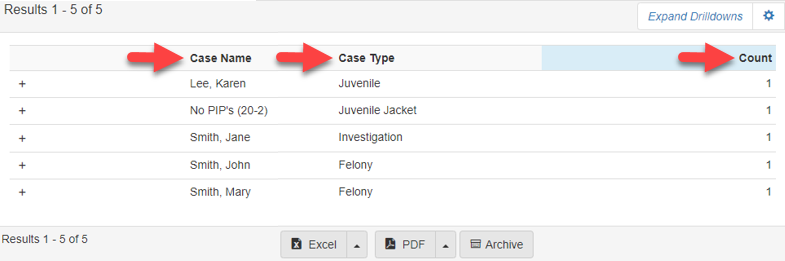 Results 1 - 5 of 5 Expand Drilldowns
Case Name Case Type Count
+ Lee, Karen Juvenile 1
+ No PIP's (20-2) Juvenile Jacket 1
+ Smith, Jane Investigation 1
+ Smith, John Felony 1
+ Smith, Mary Felony 1
Results 1 - 5 of 5 Excel PDF Archive